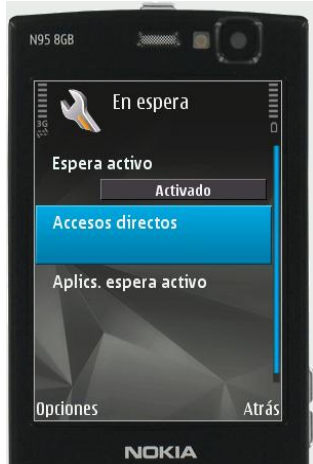 N95 8GB
3G
En espera
Espera activo
Activado
Accesos directos
Aplics. espera activo
Opciones
Atrás
NOKIA